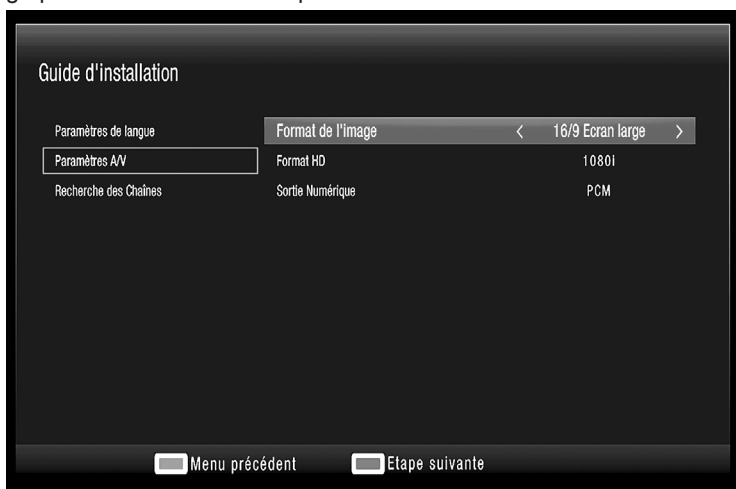 Guide d'installation
Paramètres de langue
Format de l'image < 16/9 Ecran large >
Paramètres A/V
Format HD 1080i
Recherche des Chaînes
Sortie Numérique PCM
Menu précédent
Etape suivante